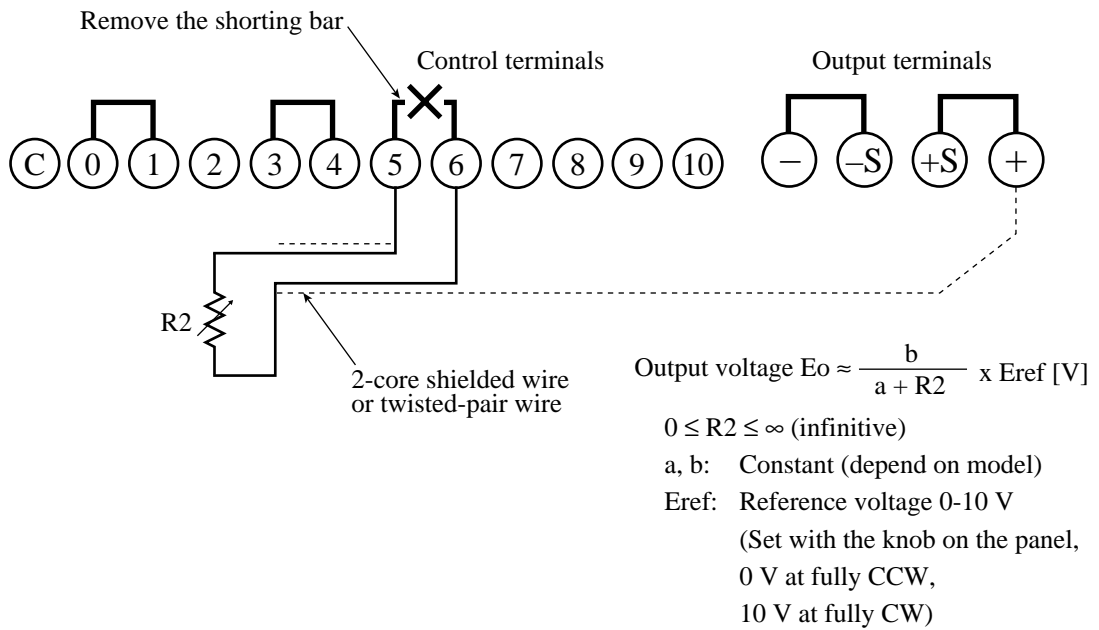 Remove the shorting bar
Control terminals
Output terminals
C 0 1 2 3 4 5 6 7 8 9 10 − −S +S +
R2
2-core shielded wire
or twisted-pair wire
Output voltage Eo ≈ b / a + R2 x Eref [V]
0 ≤ R2 ≤ ∞ (infinitive)
a, b: Constant (depend on model)
Eref: Reference voltage 0-10 V
(Set with the knob on the panel,
0 V at fully CCW,
10 V at fully CW)